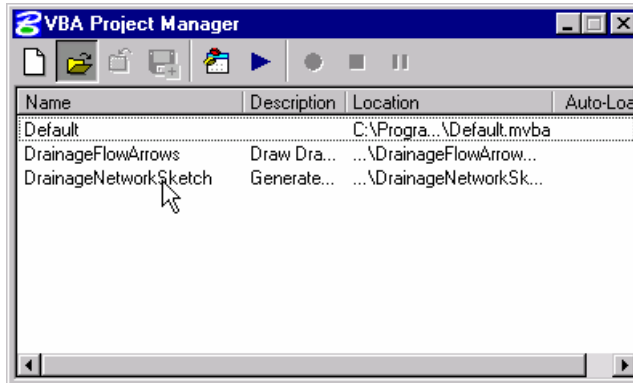 VBA Project Manager
Name Description Location Auto-Loa
Default C:\Progra...\Default.mvba
DrainageFlowArrows Draw Dra... ...\DrainageFlowArrow...
DrainageNetworkSketch Generate... ...\DrainageNetworkSk...